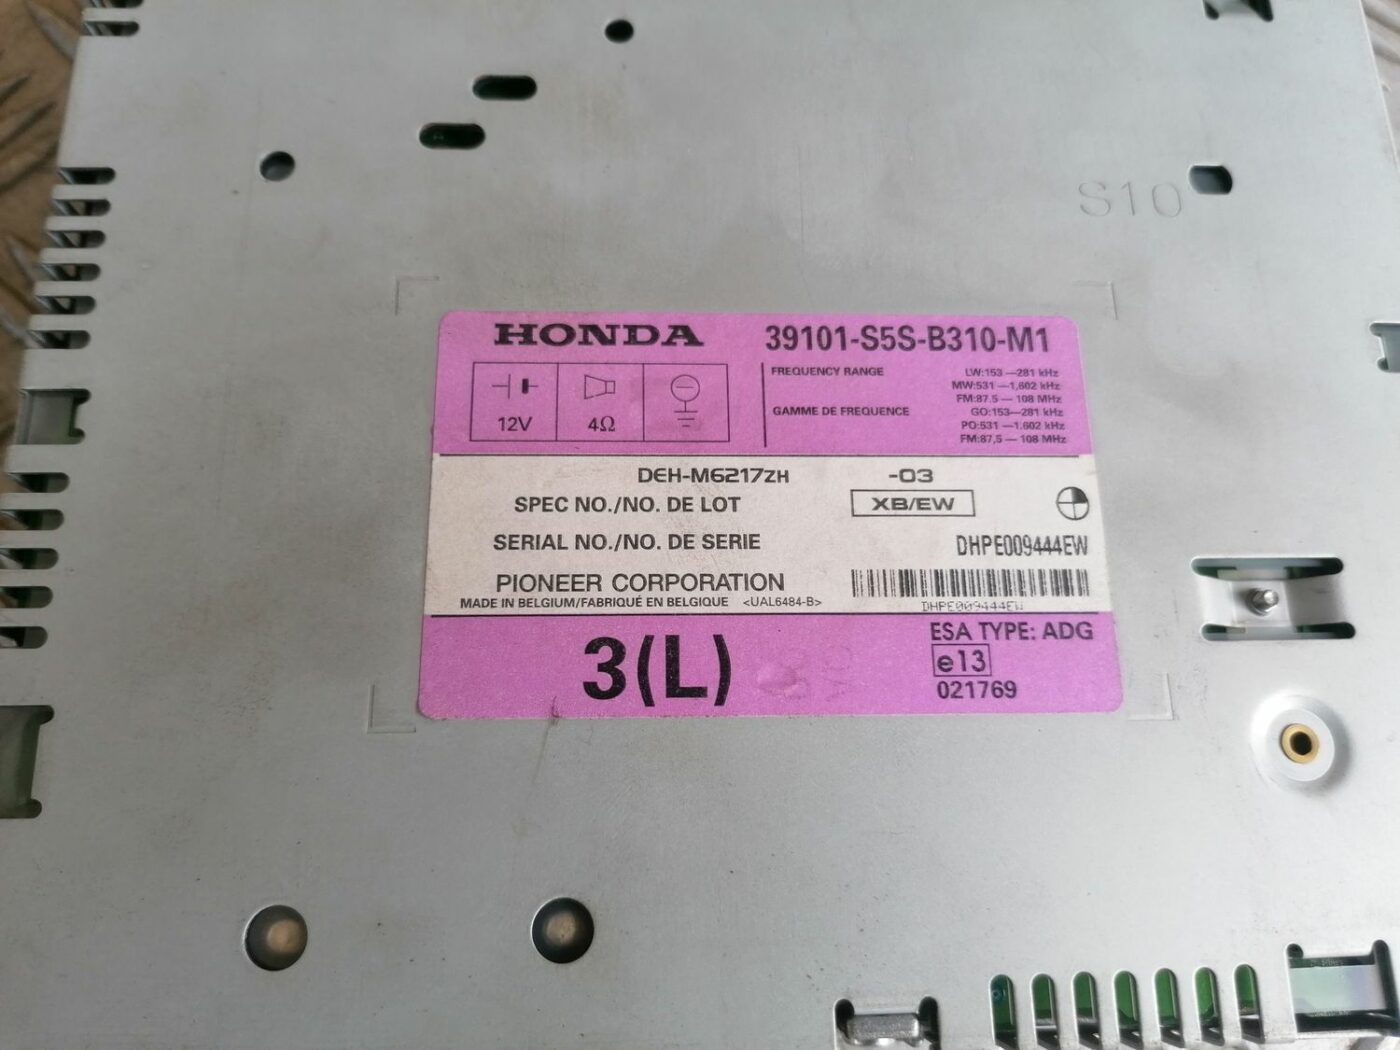 S10
HONDA 39101-S5S-B310-M1
12V 4Ω
FREQUENCY RANGE LW:153 —281 kHz
MW:531 —1,602 kHz
FM:87.5 — 108 MHz
GAMME DE FREQUENCE GO:153—281 kHz
PO:531 —1.602 kHz
FM:87,5 — 108 MHz
DEH-M6217ZH -03
SPEC NO./NO. DE LOT XB/EW
SERIAL NO./NO. DE SERIE DHPE009444EW
PIONEER CORPORATION
MADE IN BELGIUM/FABRIQUÉ EN BELGIQUE <UAL6484-B> DHPE009444EW
3(L) ESA TYPE: ADG
e13
021769